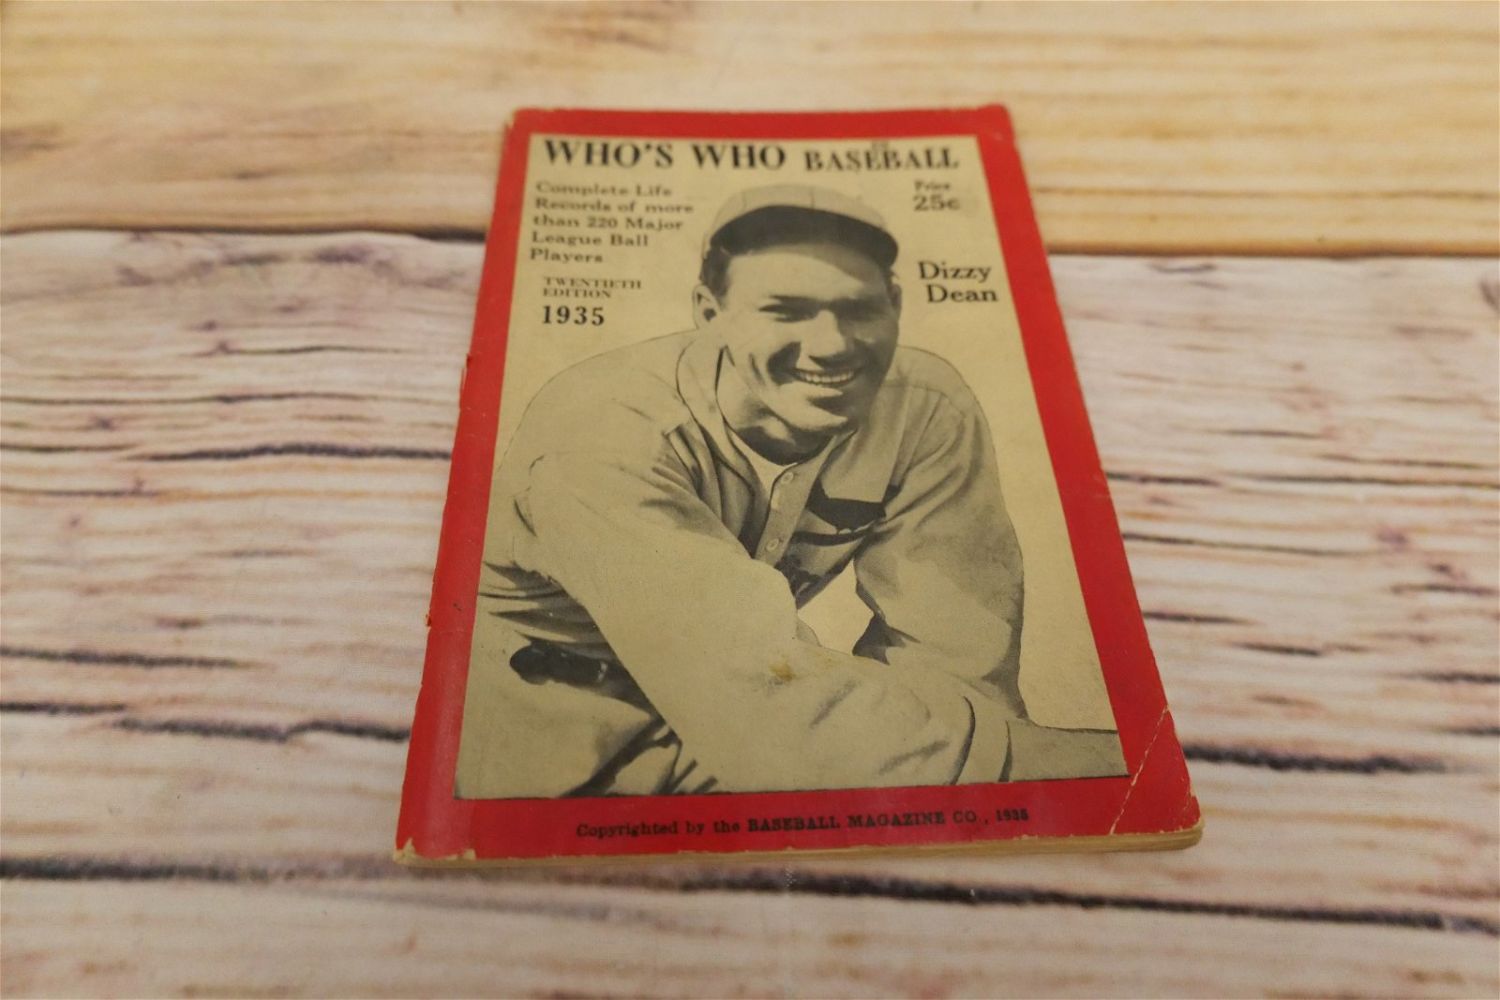 WHO'S WHO IN BASEBALL
Complete Life
Records of more
than 220 Major
League Ball
Players
TWENTIETH
EDITION
1935
Price
25¢
Dizzy
Dean
Copyrighted by the BASEBALL MAGAZINE CO., 1935